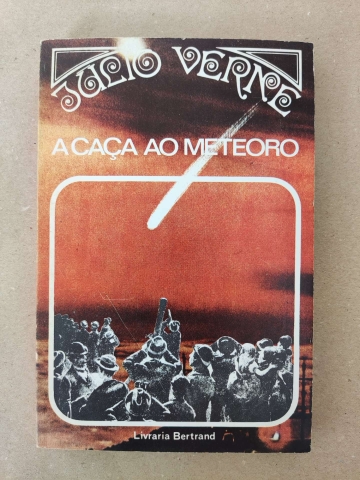 JULIO VERNE
A CAÇA AO METEORO
Livraria Bertrand